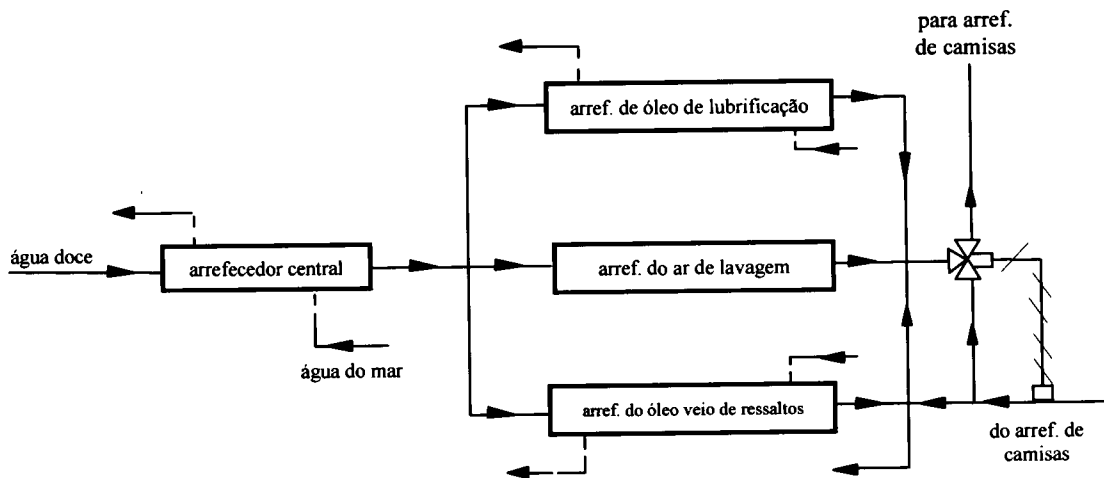 para arref.
de camisas
arref. de óleo de lubrificação
água doce
arrefecedor central
arref. do ar de lavagem
água do mar
arref. do óleo veio de ressaltos
do arref. de
camisas